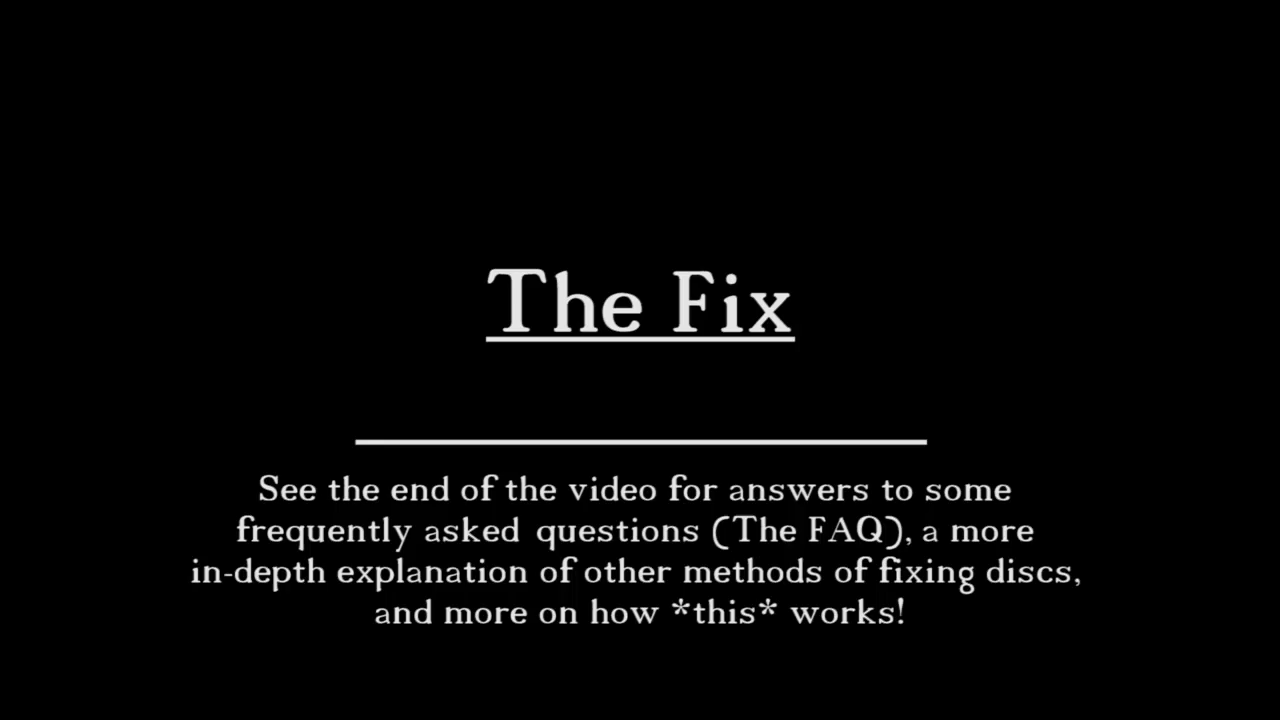 The Fix
See the end of the video for answers to some
frequently asked questions (The FAQ), a more
in-depth explanation of other methods of fixing discs,
and more on how *this* works!